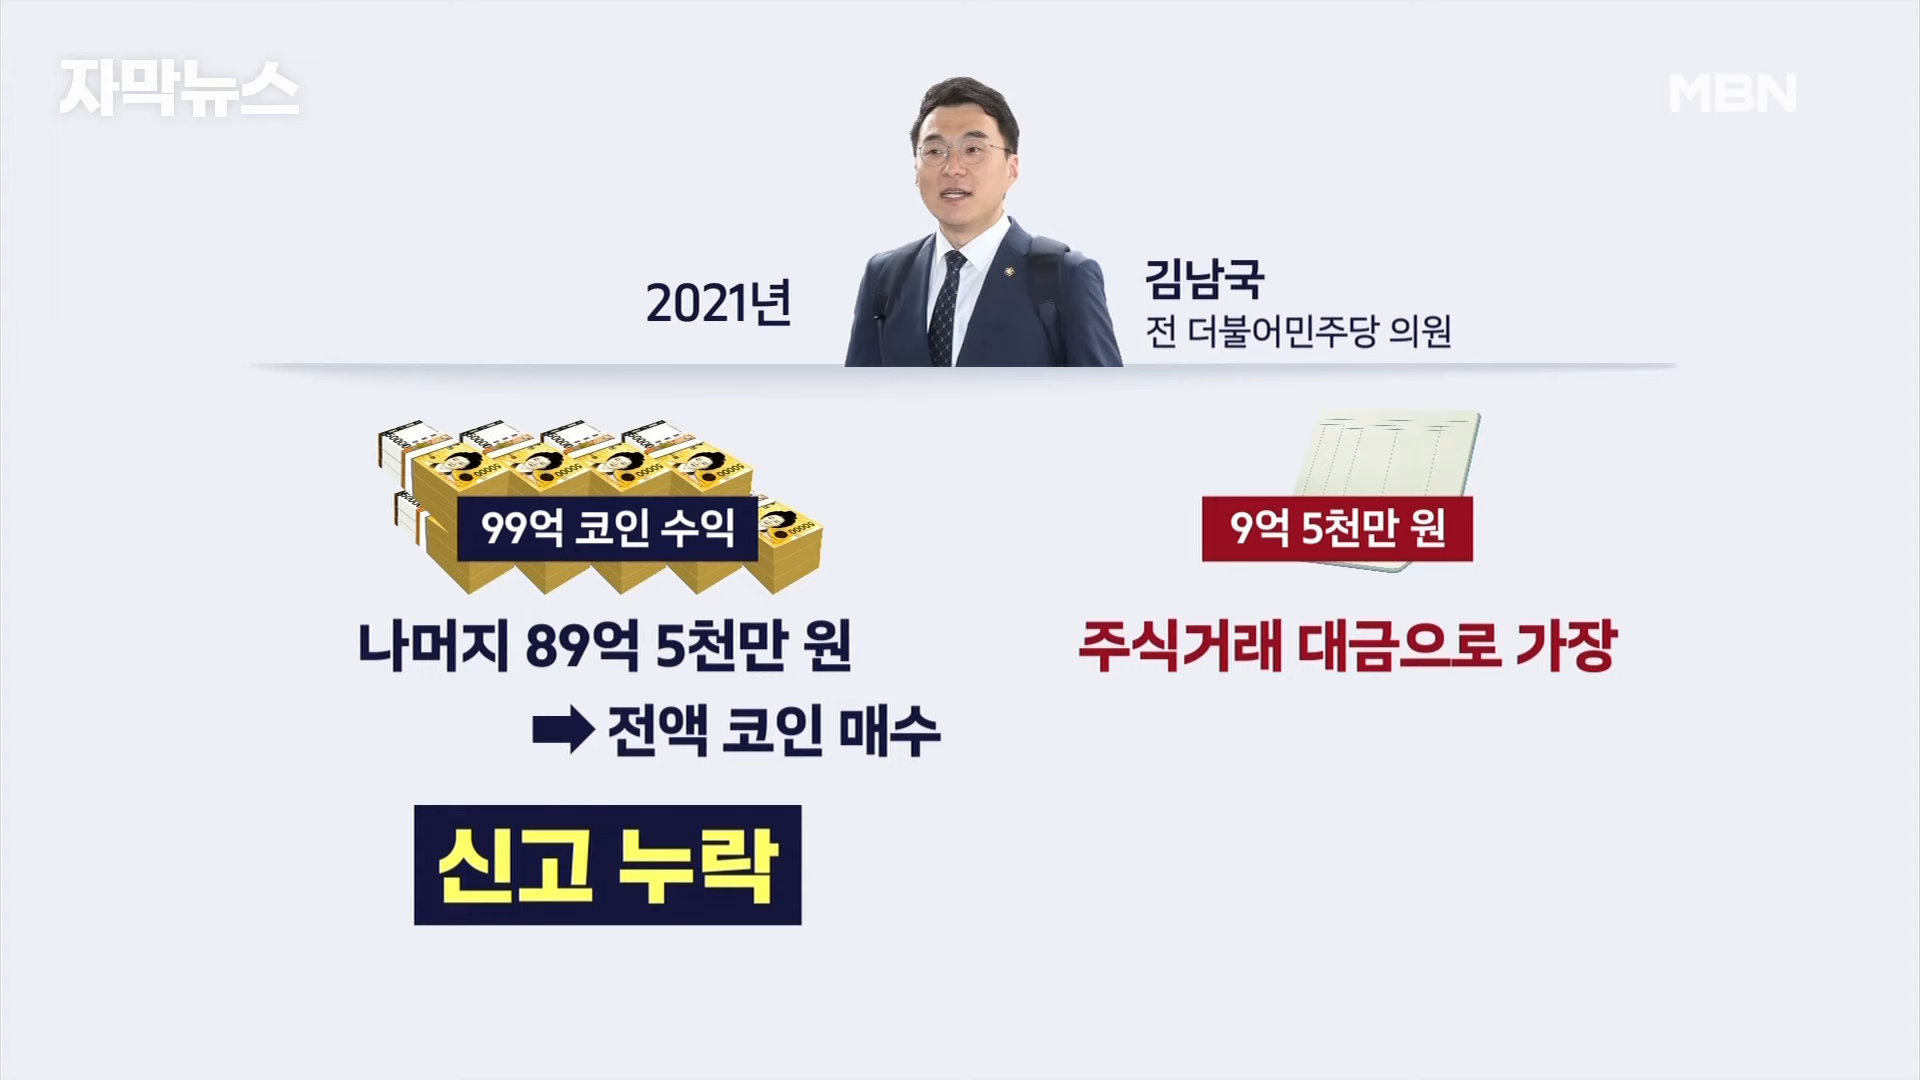 자막뉴스
MBN
2021년
김남국
전 더불어민주당 의원
99억 코인 수익
9억 5천만 원
나머지 89억 5천만 원
주식거래 대금으로 가장
➡ 전액 코인 매수
신고 누락